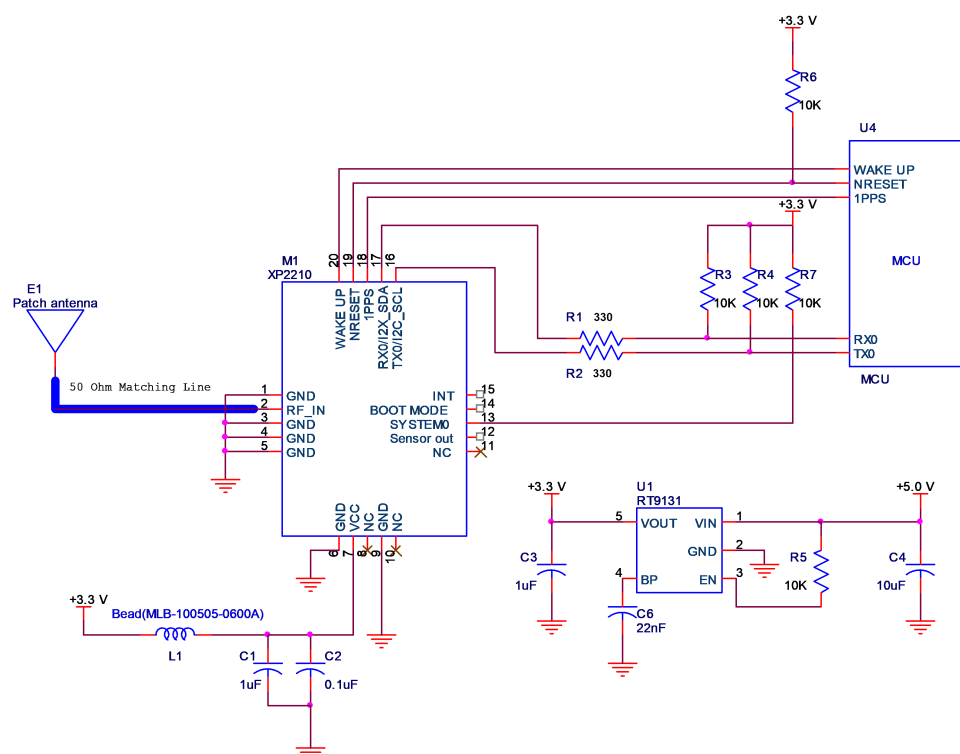 +3.3 V
R6
10K
U4
WAKE UP
NRESET
1PPS
+3.3 V
MCU
R3
10K
R4
10K
R7
10K
RX0
TX0
MCU
R1 330
R2 330
M1
XP2210
20
19
18
17
16
WAKE UP
NRESET
1PPS
RX0/I2X_SDA
TX0/I2C_SCL
E1
Patch antenna
50 Ohm Matching Line
1 GND
2 RF_IN
3 GND
4 GND
5 GND
INT 15
BOOT MODE 14
SYSTEM0 13
Sensor out 12
NC 11
GND
VCC
NC
GND
NC
6
7
8
9
10
+3.3 V
Bead(MLB-100505-0600A)
L1
C1
1uF
C2
0.1uF
+3.3 V
U1
RT9131
+5.0 V
5 VOUT VIN 1
GND 2
4 BP EN 3
C3
1uF
C6
22nF
R5
10K
C4
10uF